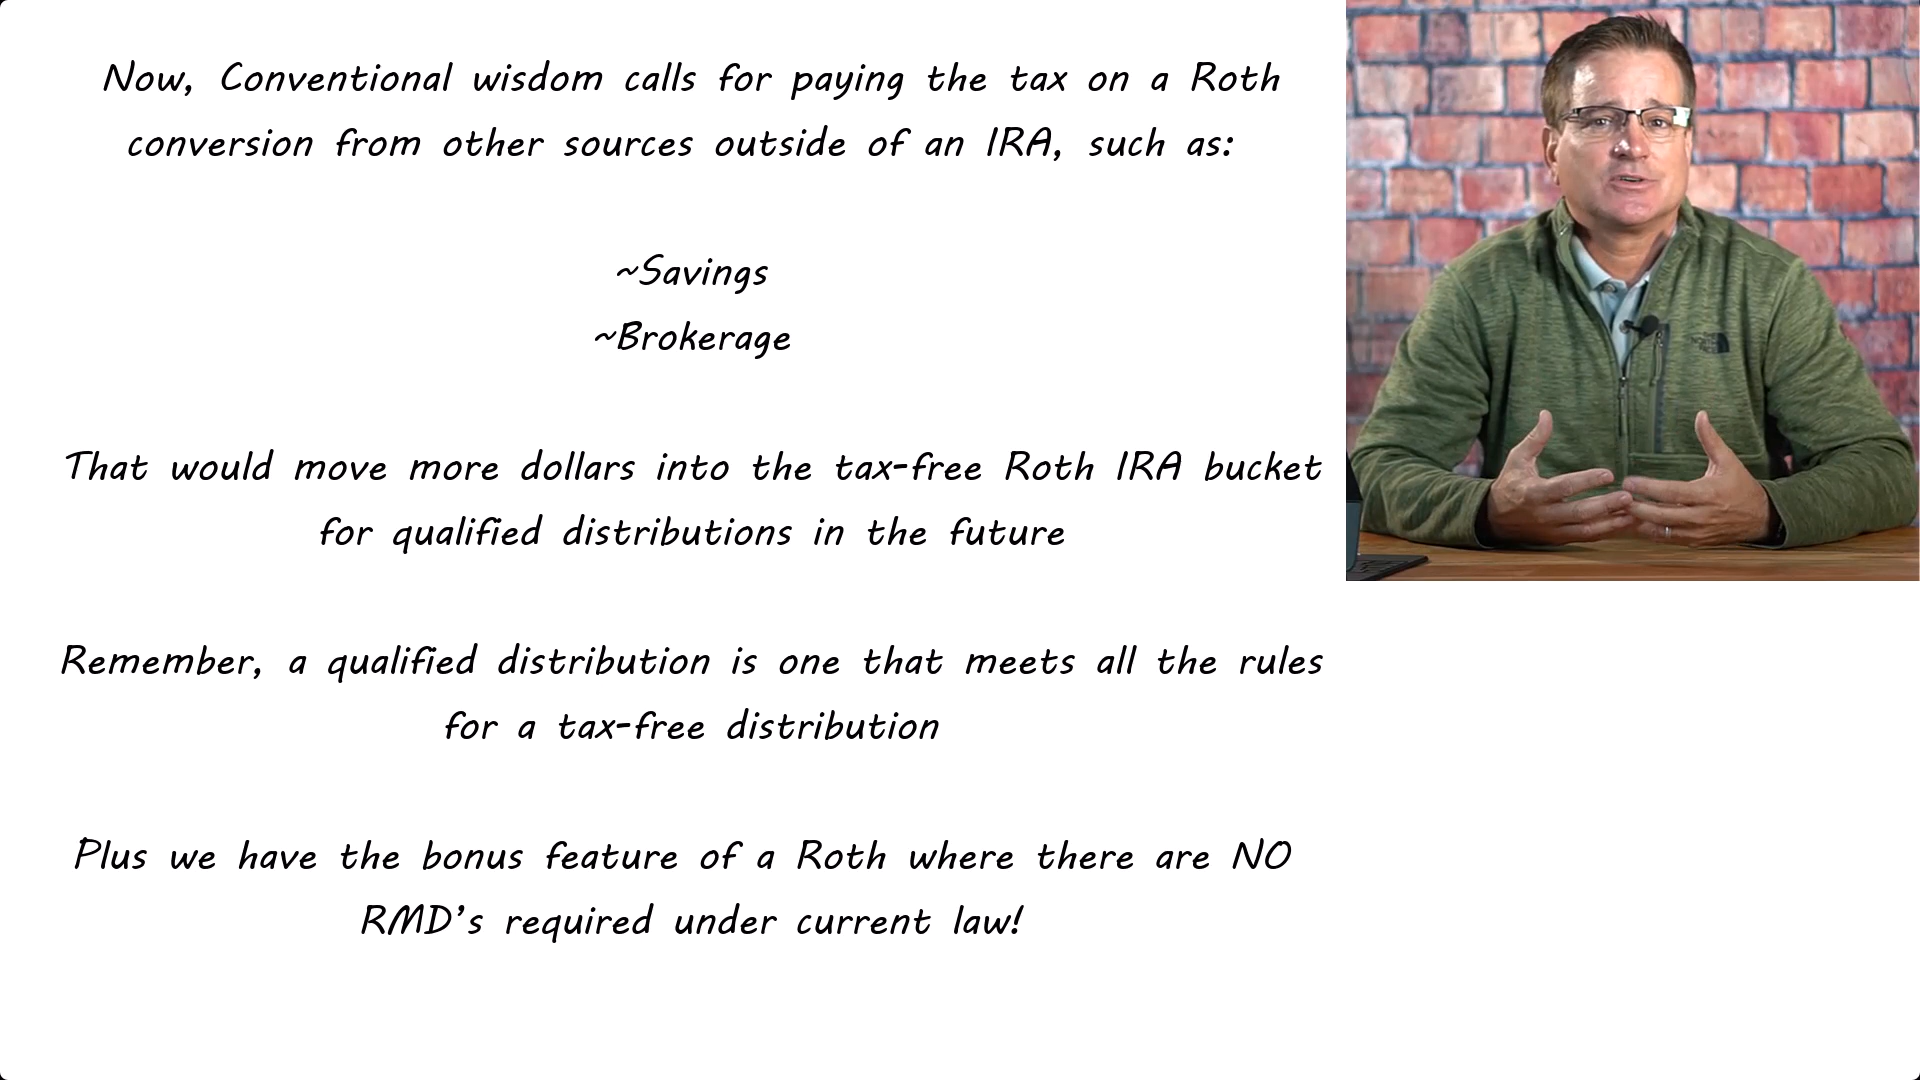 Now, Conventional wisdom calls for paying the tax on a Roth
conversion from other sources outside of an IRA, such as:
~Savings
~Brokerage
That would move more dollars into the tax-free Roth IRA bucket
for qualified distributions in the future
Remember, a qualified distribution is one that meets all the rules
for a tax-free distribution
Plus we have the bonus feature of a Roth where there are NO
RMD's required under current law!